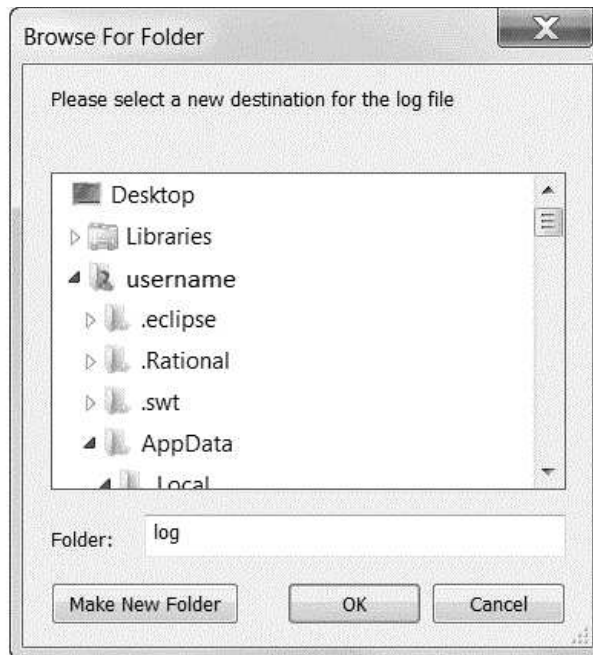 Browse For Folder
Please select a new destination for the log file
Desktop
Libraries
username
.eclipse
.Rational
.swt
AppData
Local
Folder: log
Make New Folder OK Cancel